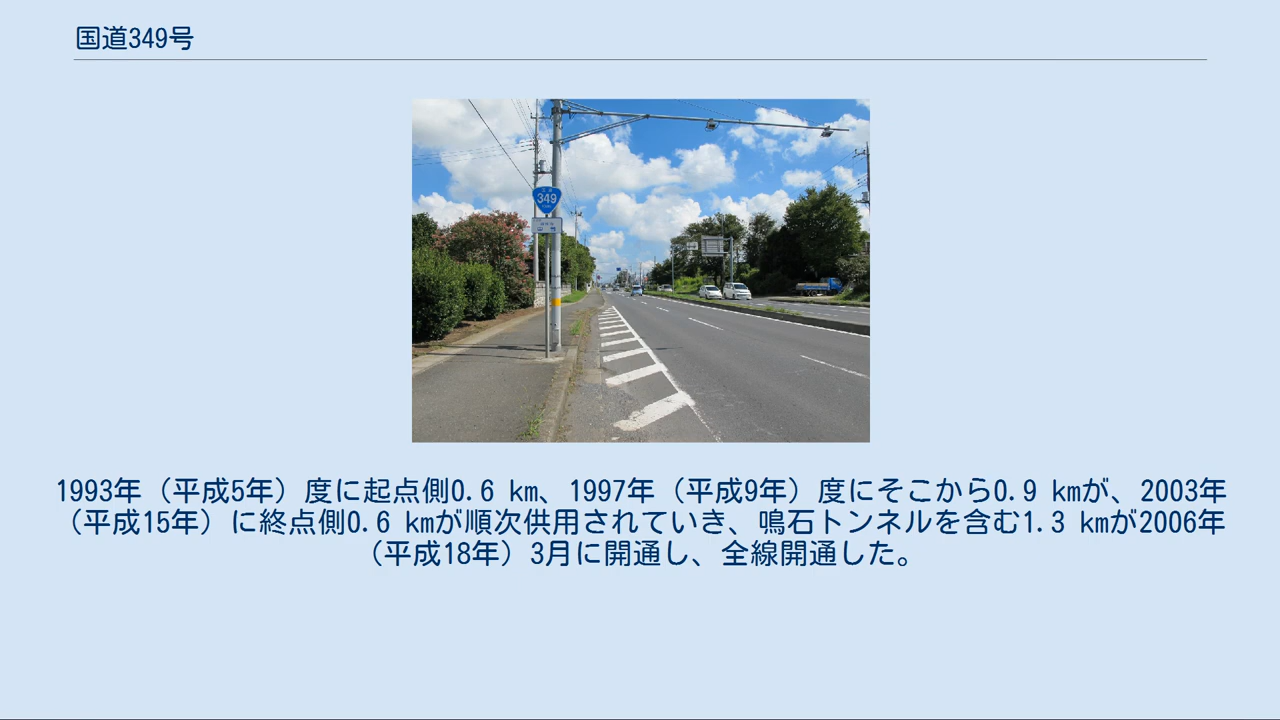 国道349号
349
1993年（平成5年）度に起点側0.6 km、1997年（平成9年）度にそこから0.9 kmが、2003年
（平成15年）に終点側0.6 kmが順次供用されていき、鳴石トンネルを含む1.3 kmが2006年
（平成18年）3月に開通し、全線開通した。